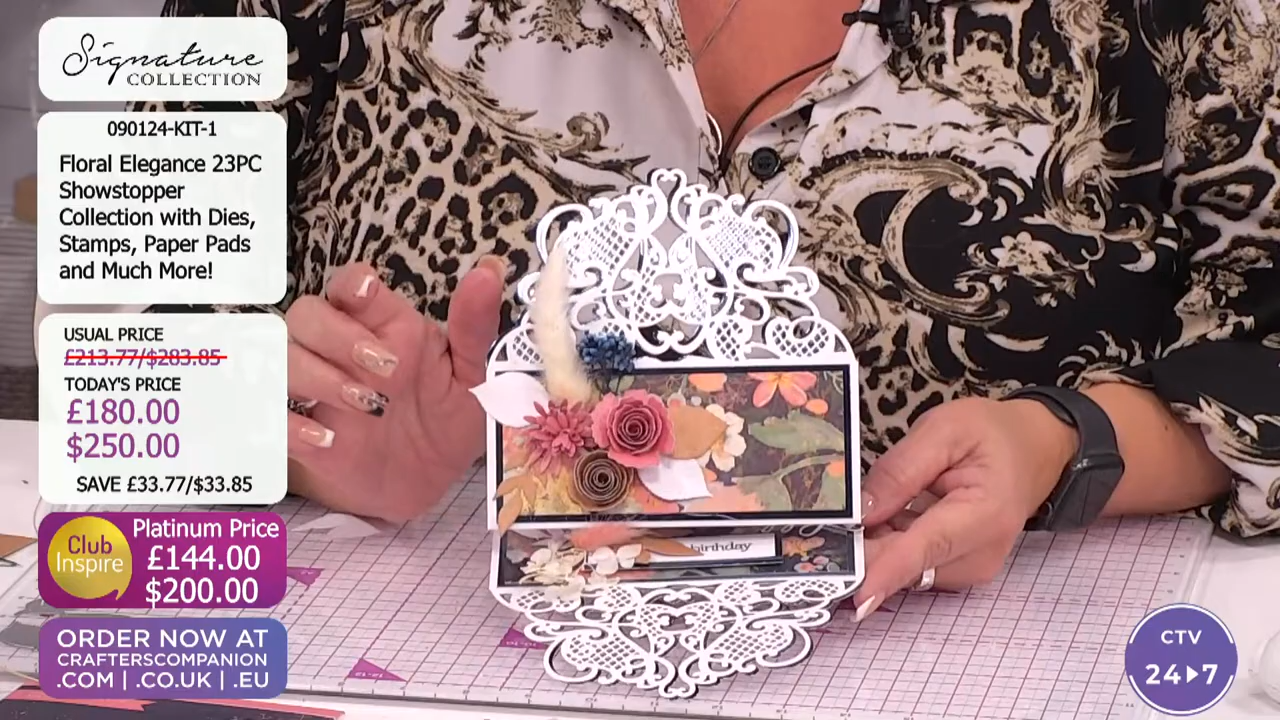 Signature
COLLECTION
090124-KIT-1
Floral Elegance 23PC
Showstopper
Collection with Dies,
Stamps, Paper Pads
and Much More!
USUAL PRICE
£213.77/$283.85
TODAY'S PRICE
£180.00
$250.00
SAVE £33.77/$33.85
Club
Inspire
Platinum Price
£144.00
$200.00
ORDER NOW AT
CRAFTERSCOMPANION
.COM | .CO.UK | .EU
birthday
CTV
24▶7